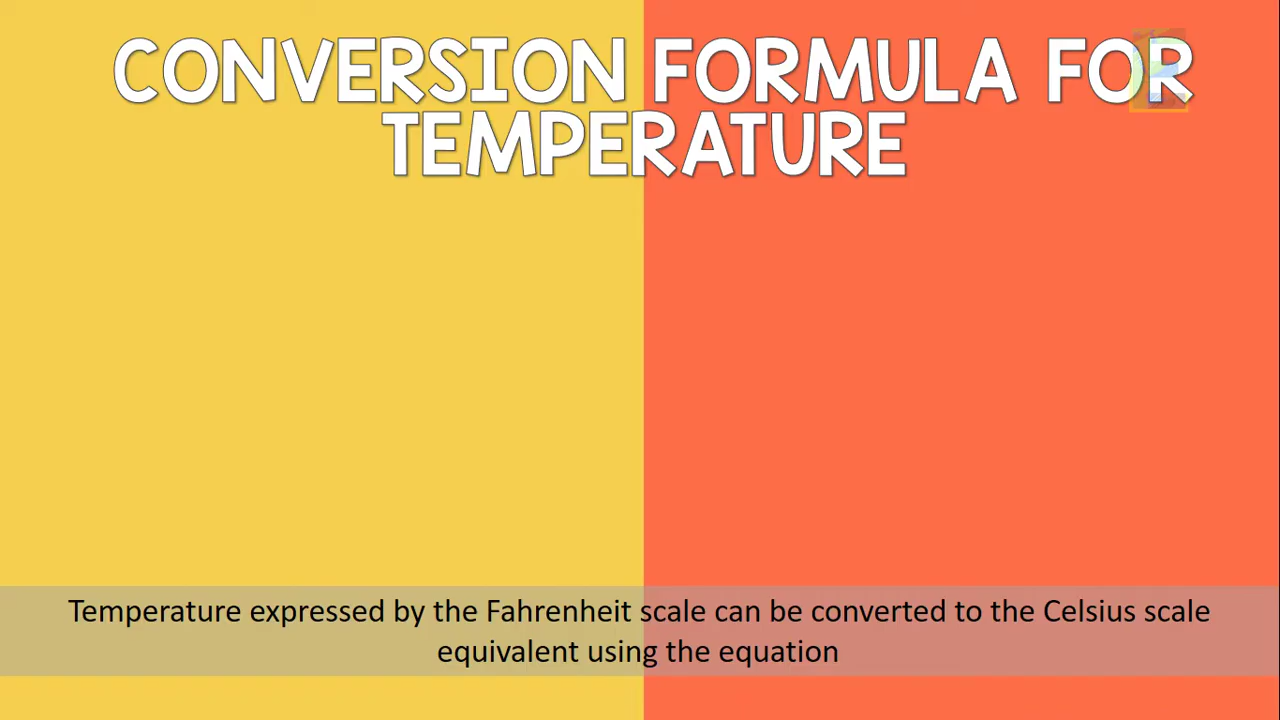 CONVERSION FORMULA FOR
TEMPERATURE
Temperature expressed by the Fahrenheit scale can be converted to the Celsius scale
equivalent using the equation